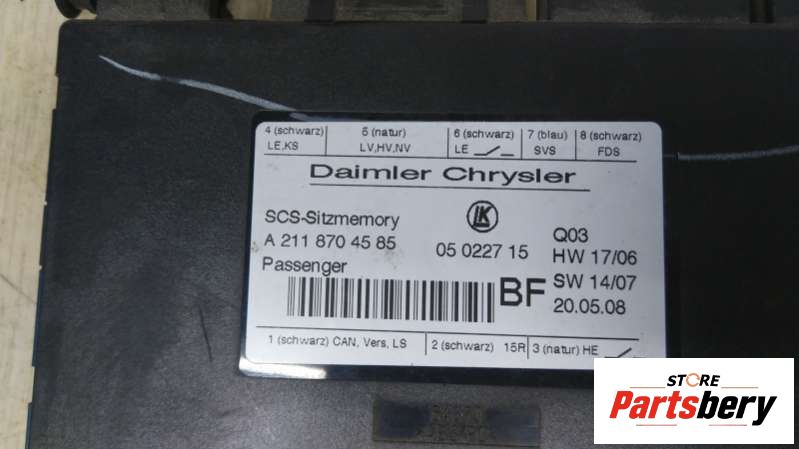 4 (schwarz) 5 (natur) 6 (schwarz) 7 (blau) 8 (schwarz)
LE,KS LV,HV,NV LE SVS FDS
Daimler Chrysler
SCS-Sitzmemory LK Q03
A 211 870 45 85 05 0227 15 HW 17/06
Passenger BF SW 14/07
20.05.08
1 (schwarz) CAN, Vers, LS 2 (schwarz) 15R 3 (natur) HE
STORE
Partsbery